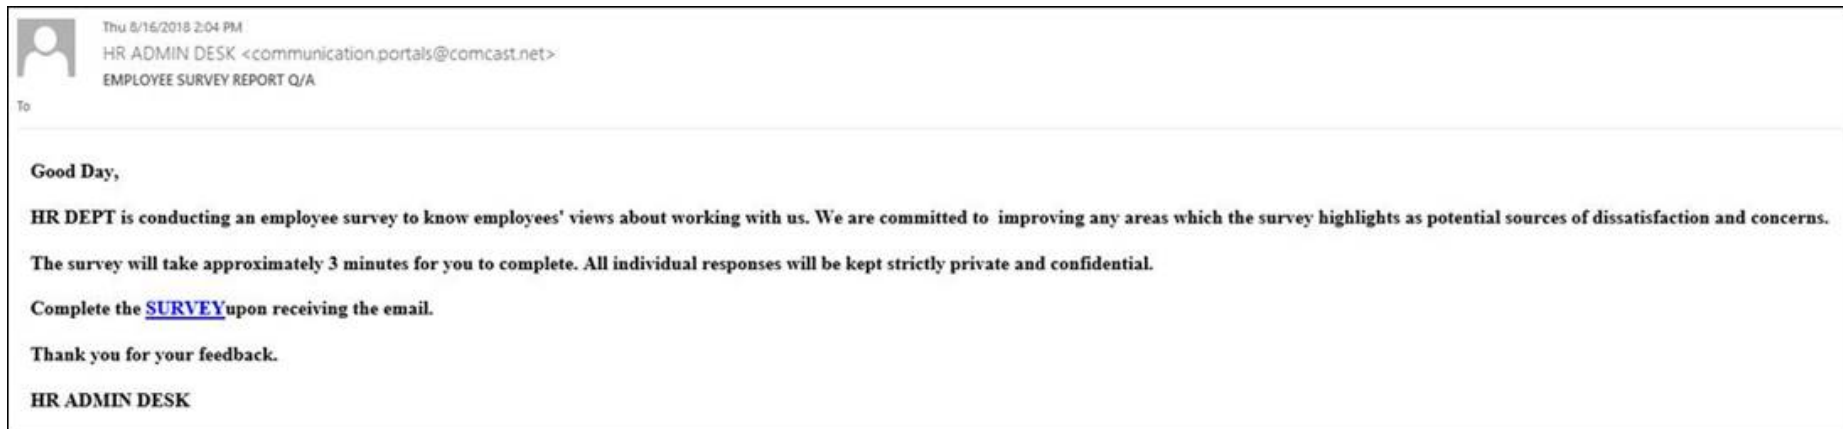 Thu 8/16/2018 2:04 PM
HR ADMIN DESK <communication.portals@comcast.net>
EMPLOYEE SURVEY REPORT Q/A
To
Good Day,
HR DEPT is conducting an employee survey to know employees' views about working with us. We are committed to  improving any areas which the survey highlights as potential sources of dissatisfaction and concerns.
The survey will take approximately 3 minutes for you to complete. All individual responses will be kept strictly private and confidential.
Complete the SURVEYupon receiving the email.
Thank you for your feedback.
HR ADMIN DESK